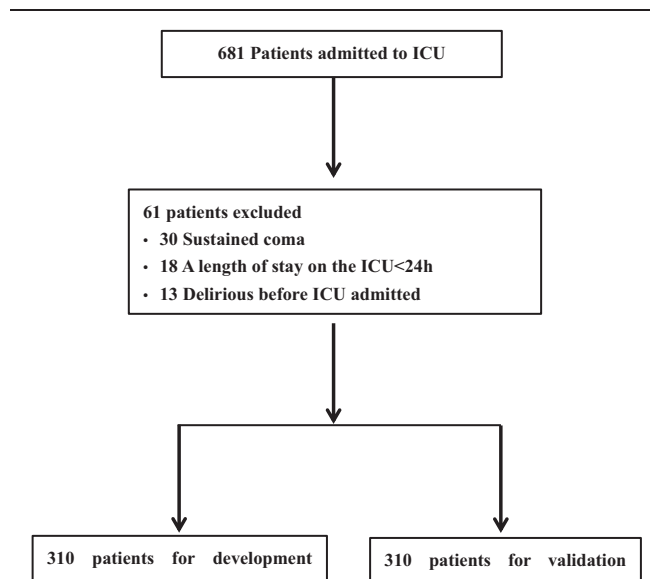 681 Patients admitted to ICU
61 patients excluded
• 30 Sustained coma
• 18 A length of stay on the ICU<24h
• 13 Delirious before ICU admitted
310 patients for development
310 patients for validation